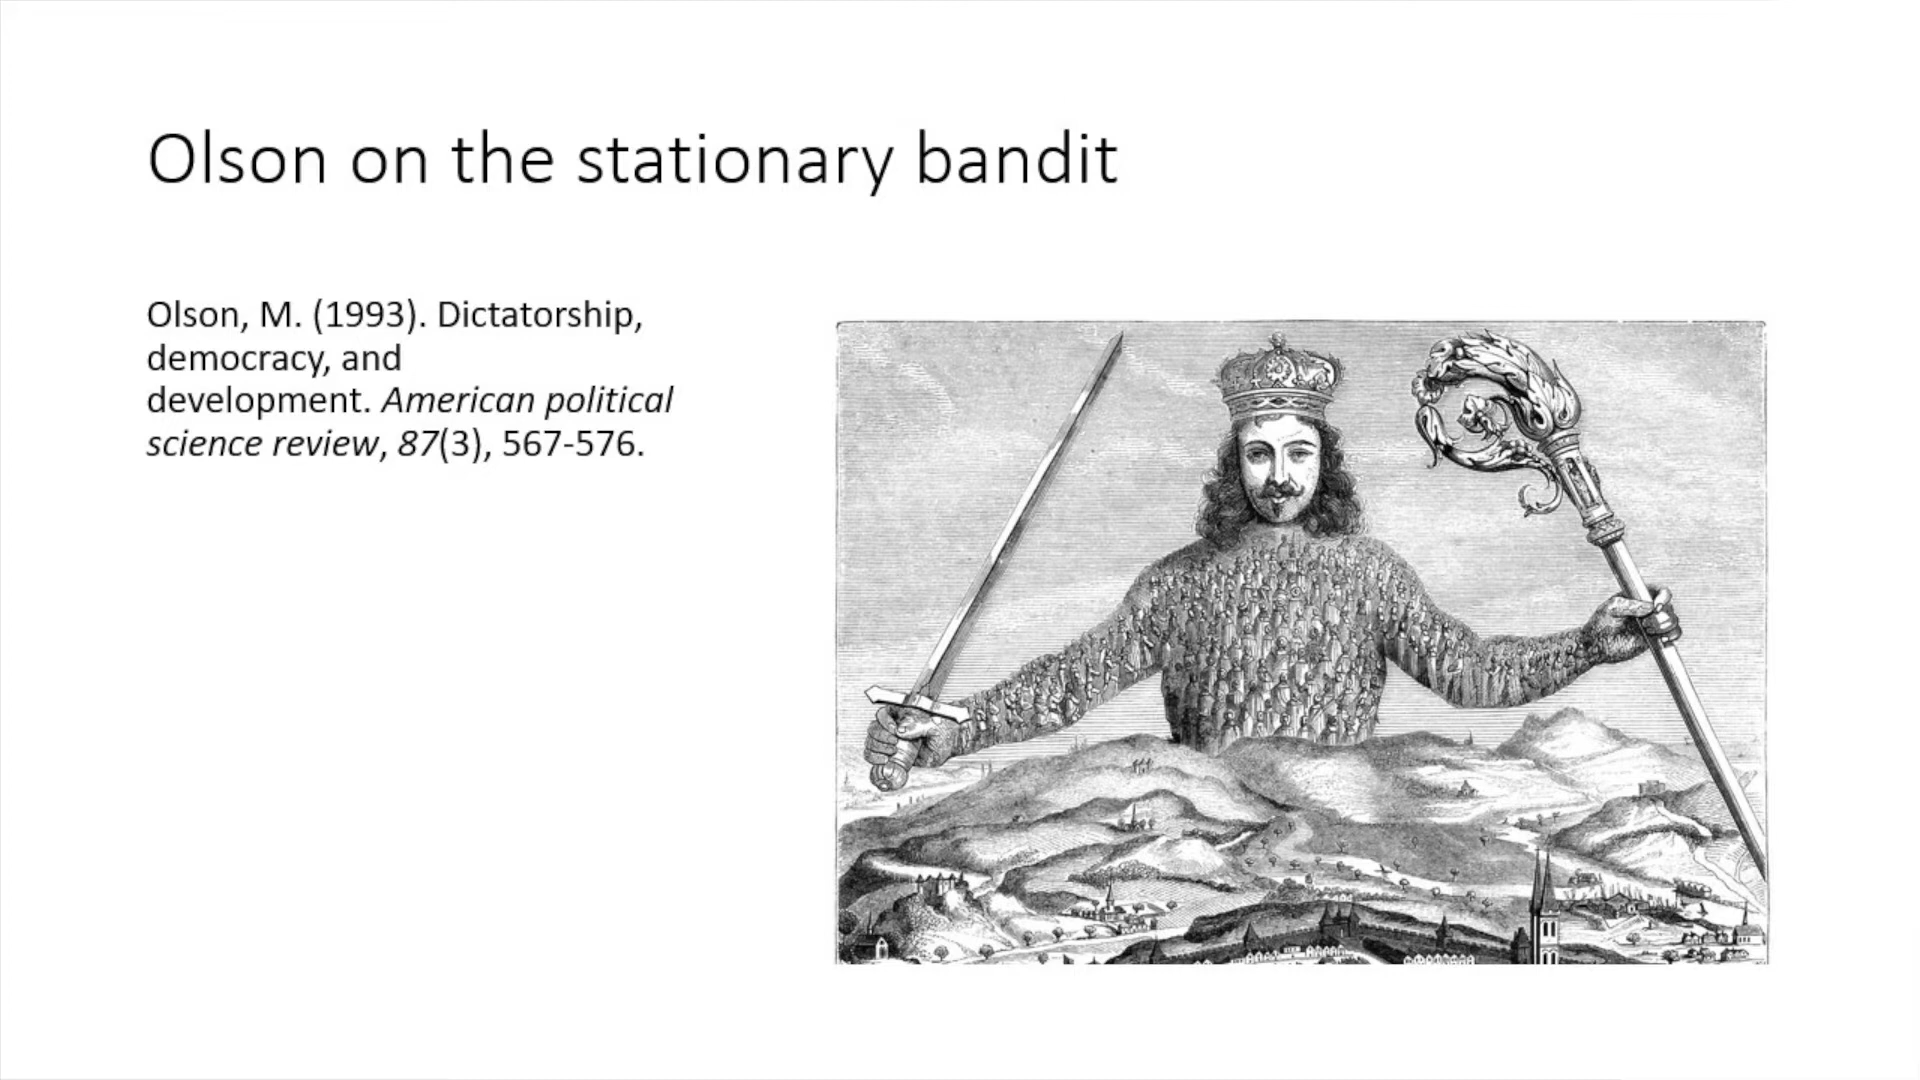 Olson on the stationary bandit
Olson, M. (1993). Dictatorship,
democracy, and
development. American political
science review, 87(3), 567-576.